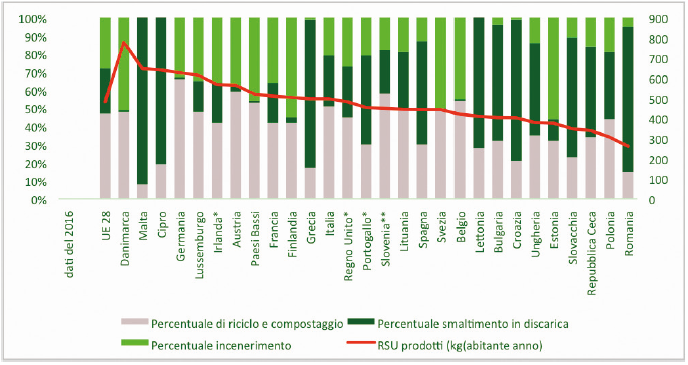 100%
90%
80%
70%
60%
50%
40%
30%
20%
10%
0%
900
800
700
600
500
400
300
200
100
0
dati del 2016
UE 28
Danimarca
Malta
Cipro
Germania
Lussemburgo
Irlanda*
Austria
Paesi Bassi
Francia
Finlandia
Grecia
Italia
Regno Unito*
Portogallo*
Slovenia**
Lituania
Spagna
Svezia
Belgio
Lettonia
Bulgaria
Croazia
Ungheria
Estonia
Slovacchia
Repubblica Ceca
Polonia
Romania
Percentuale di riciclo e compostaggio
Percentuale smaltimento in discarica
Percentuale incenerimento
RSU prodotti (kg(abitante anno)